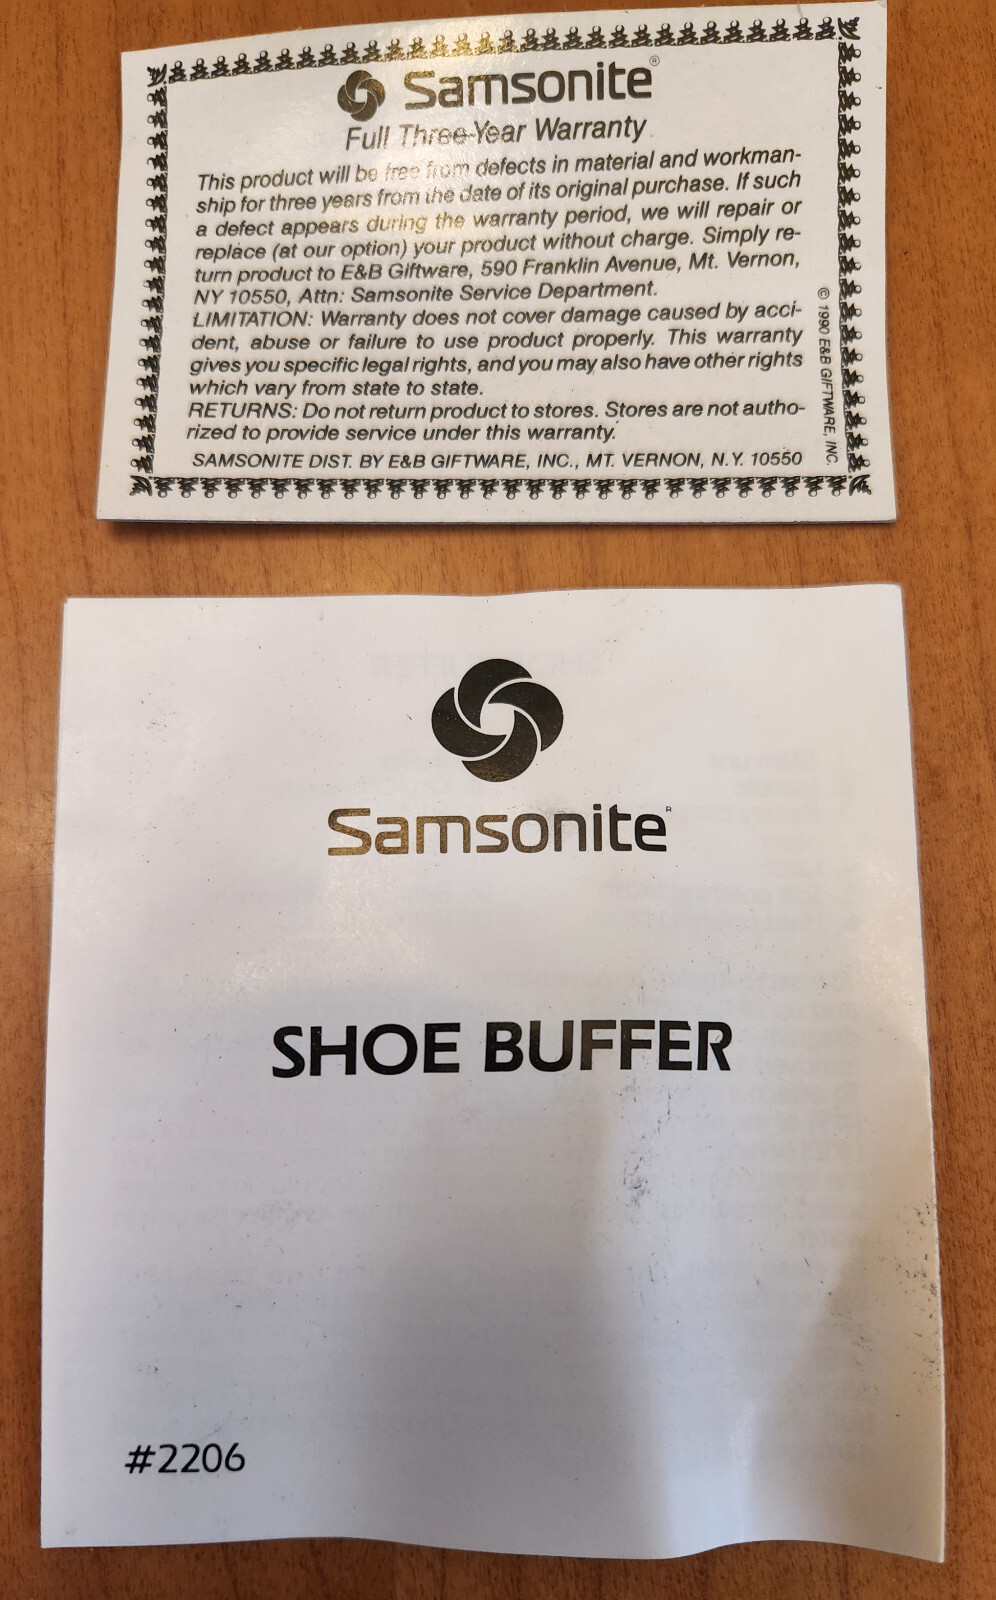 Samsonite®
Full Three-Year Warranty
This product will be free from defects in material and workman-
ship for three years from the date of its original purchase. If such
a defect appears during the warranty period, we will repair or
replace (at our option) your product without charge. Simply re-
turn product to E&B Giftware, 590 Franklin Avenue, Mt. Vernon,
NY 10550, Attn: Samsonite Service Department.
LIMITATION: Warranty does not cover damage caused by acci-
dent, abuse or failure to use product properly. This warranty
gives you specific legal rights, and you may also have other rights
which vary from state to state.
RETURNS: Do not return product to stores. Stores are not autho-
rized to provide service under this warranty.
SAMSONITE DIST. BY E&B GIFTWARE, INC., MT. VERNON, N.Y. 10550
© 1990 E&B GIFTWARE, INC.
Samsonite®
SHOE BUFFER
#2206